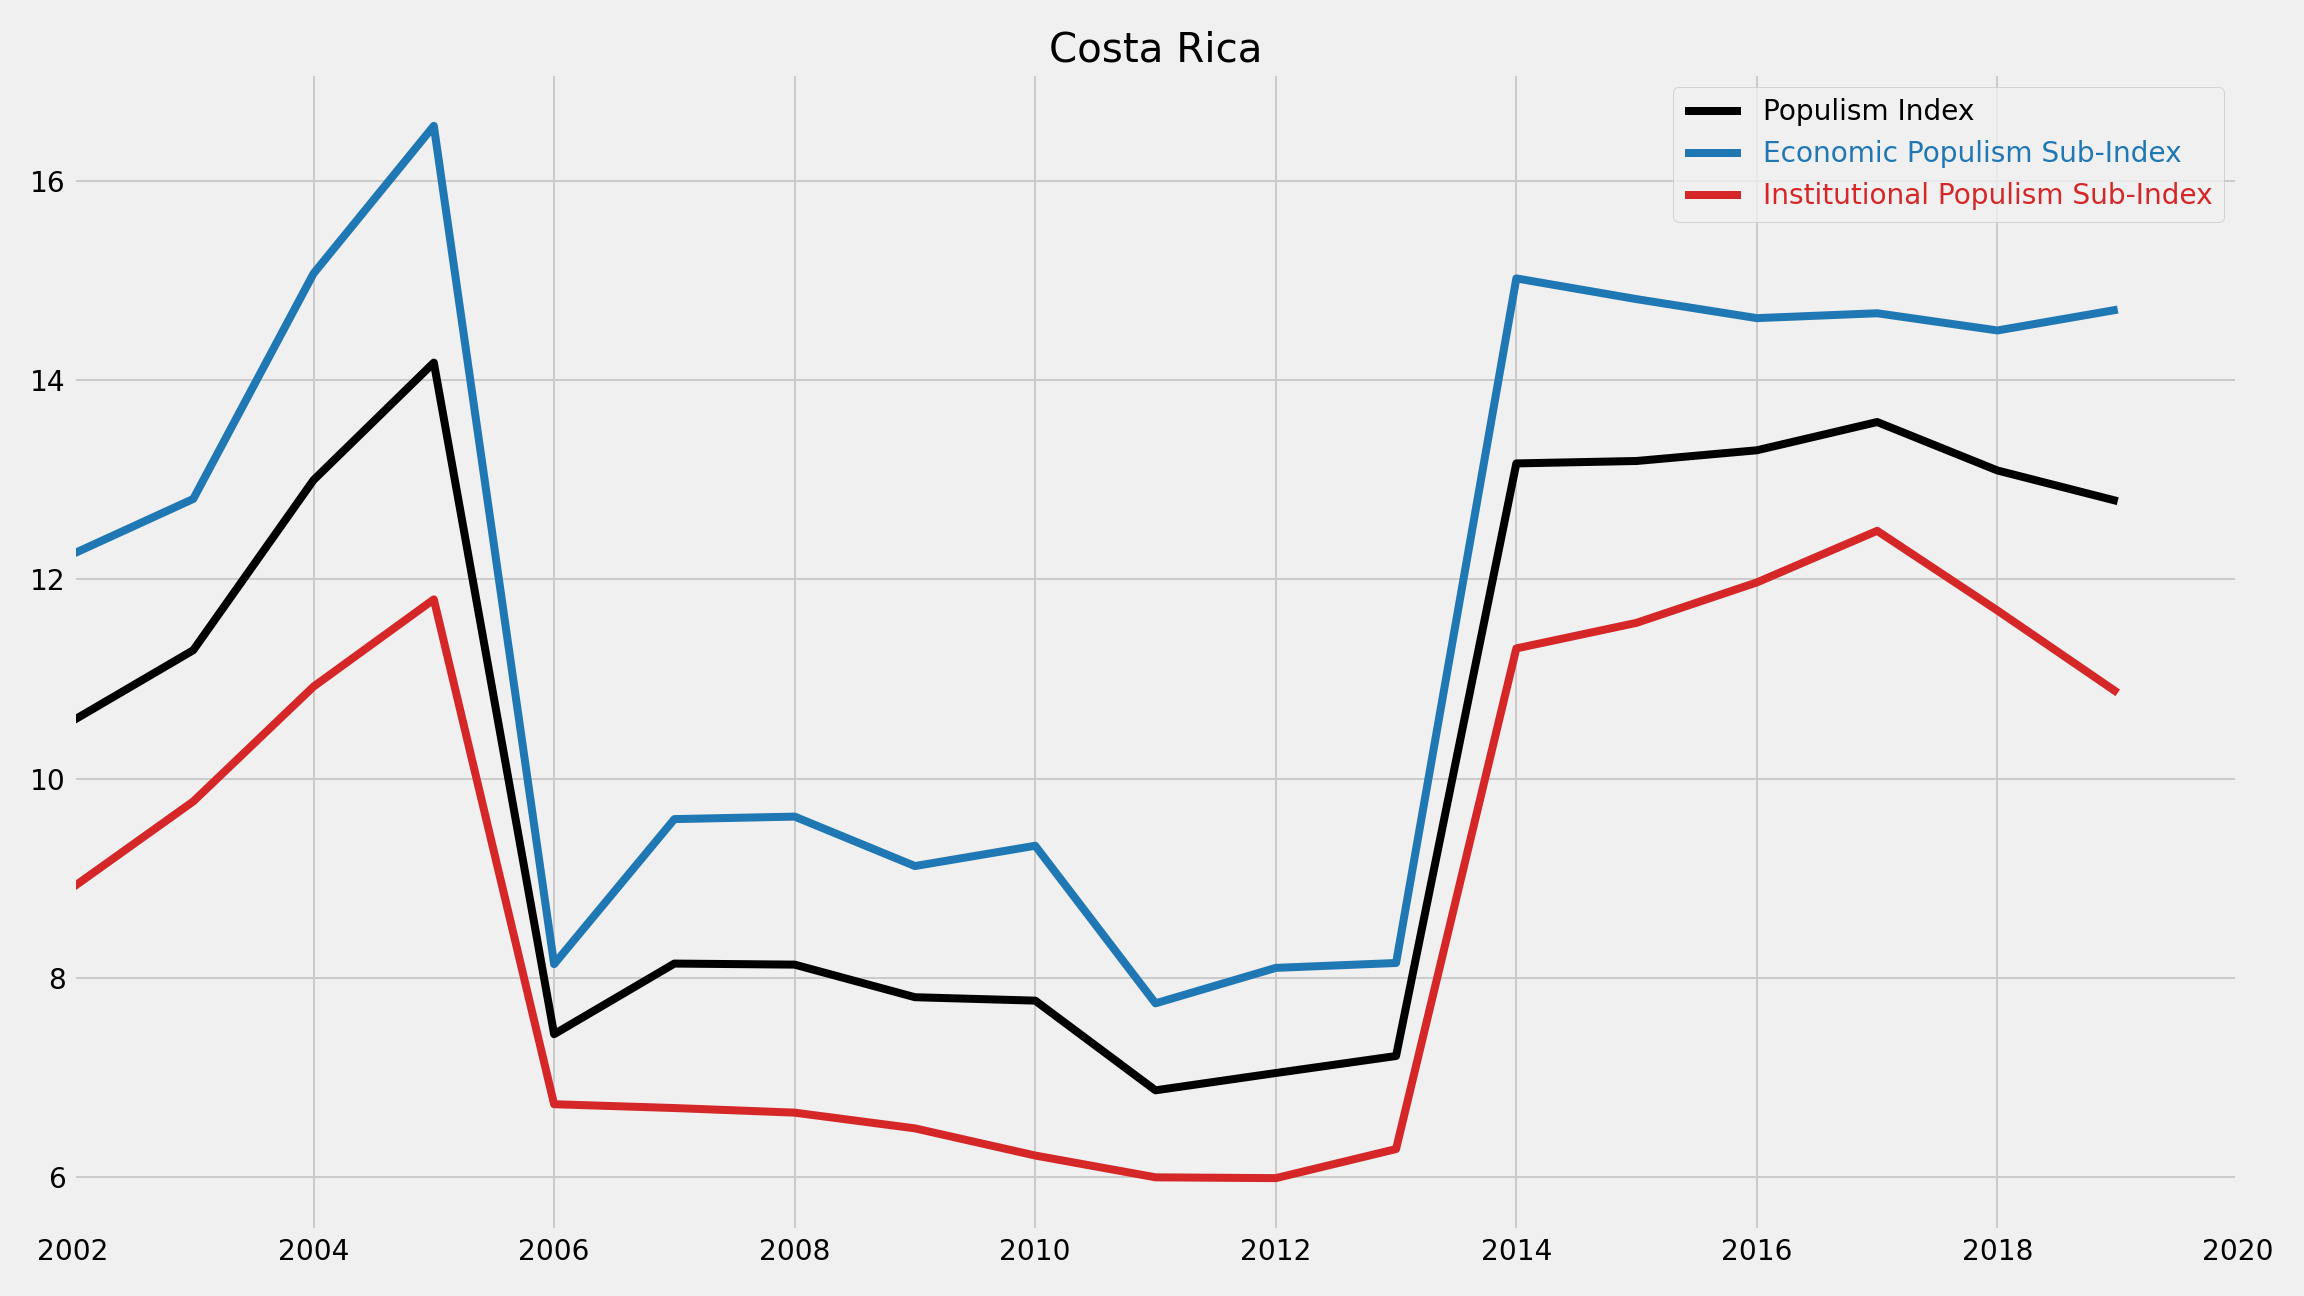 Costa Rica
Populism Index
Economic Populism Sub-Index
Institutional Populism Sub-Index
16
14
12
10
8
6
2002 2004 2006 2008 2010 2012 2014 2016 2018 2020